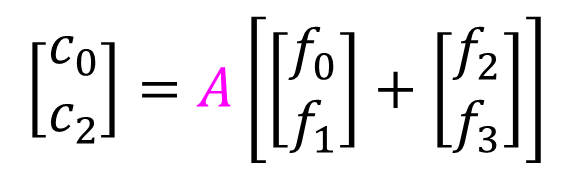 [c₀ c₂] = A [[f₀ f₁] + [f₂ f₃]]